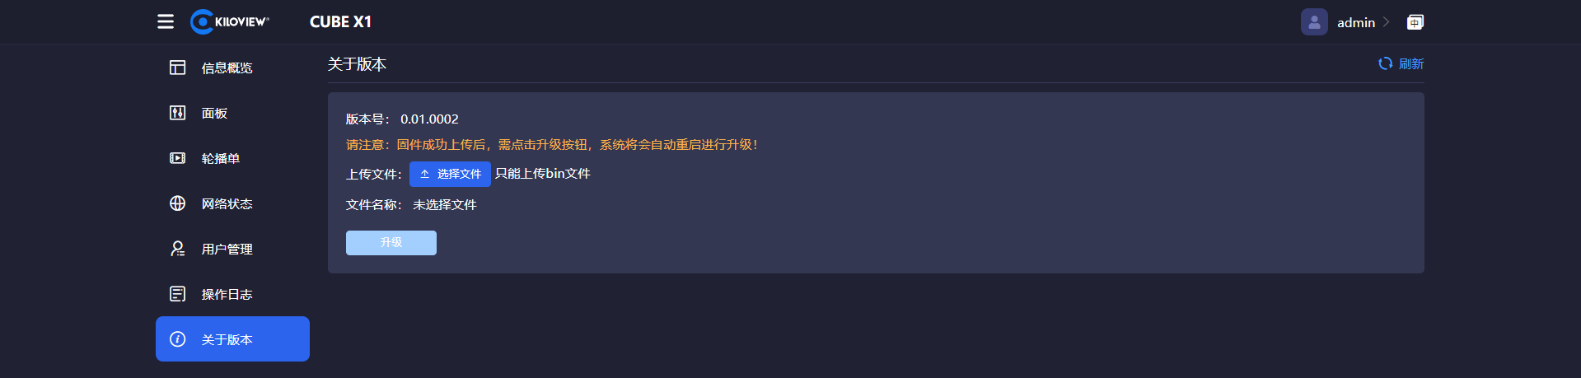 KILOVIEW®
CUBE X1
admin
中
信息概览
面板
轮播单
网络状态
用户管理
操作日志
关于版本
关于版本
刷新
版本号： 0.01.0002
请注意：固件成功上传后，需点击升级按钮，系统将会自动重启进行升级！
上传文件： 选择文件 只能上传bin文件
文件名称： 未选择文件
升级